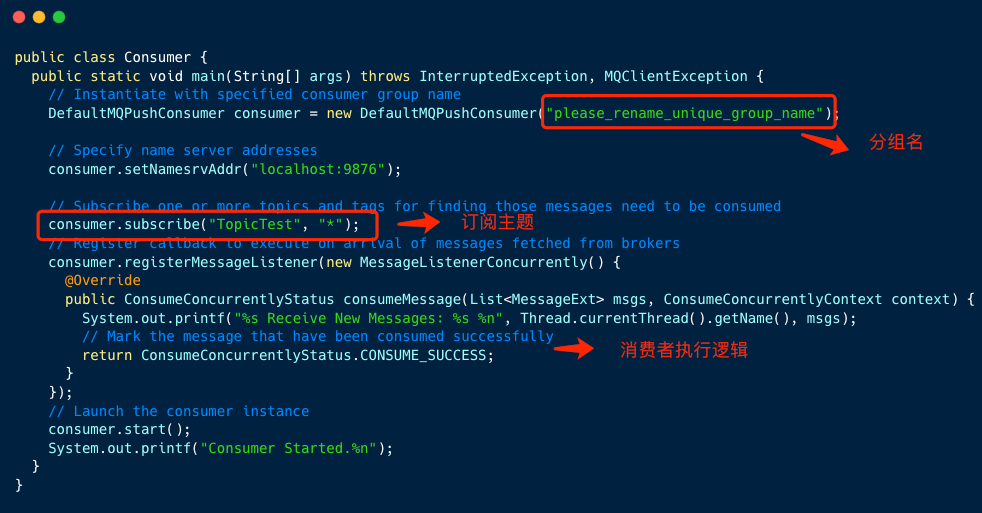 public class Consumer {
public static void main(String[] args) throws InterruptedException, MQClientException {
// Instantiate with specified consumer group name
DefaultMQPushConsumer consumer = new DefaultMQPushConsumer("please_rename_unique_group_name");
分组名
// Specify name server addresses
consumer.setNamesrvAddr("localhost:9876");
// Subscribe one or more topics and tags for finding those messages need to be consumed
consumer.subscribe("TopicTest", "*");
订阅主题
// Register callback to execute on arrival of messages fetched from brokers
consumer.registerMessageListener(new MessageListenerConcurrently() {
@Override
public ConsumeConcurrentlyStatus consumeMessage(List<MessageExt> msgs, ConsumeConcurrentlyContext context) {
System.out.printf("%s Receive New Messages: %s %n", Thread.currentThread().getName(), msgs);
// Mark the message that have been consumed successfully
return ConsumeConcurrentlyStatus.CONSUME_SUCCESS;
消费者执行逻辑
}
});
// Launch the consumer instance
consumer.start();
System.out.printf("Consumer Started.%n");
}
}